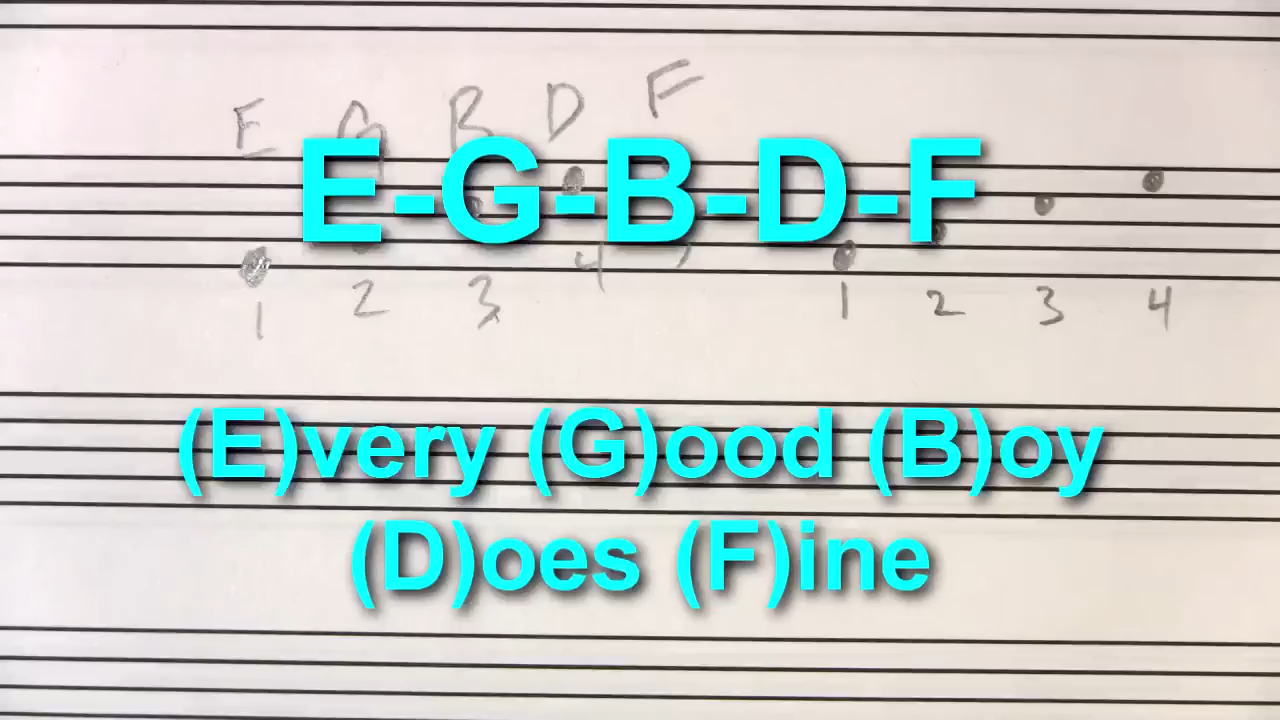 E G B D F
E-G-B-D-F
1 2 3 4 1 2 3 4
(E)very (G)ood (B)oy
(D)oes (F)ine